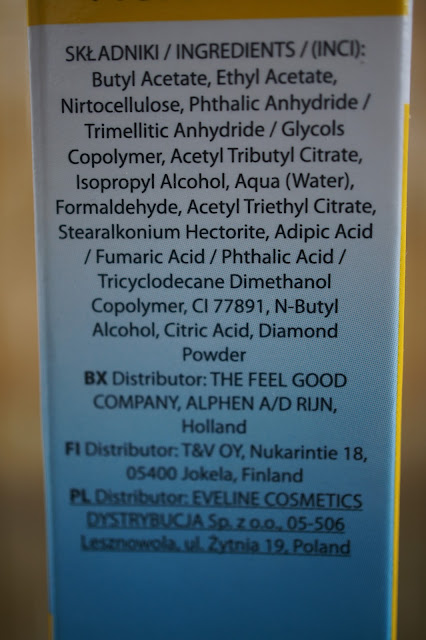 SKŁADNIKI / INGREDIENTS / (INCI):
Butyl Acetate, Ethyl Acetate,
Nirtocellulose, Phthalic Anhydride /
Trimellitic Anhydride / Glycols
Copolymer, Acetyl Tributyl Citrate,
Isopropyl Alcohol, Aqua (Water),
Formaldehyde, Acetyl Triethyl Citrate,
Stearalkonium Hectorite, Adipic Acid
/ Fumaric Acid / Phthalic Acid /
Tricyclodecane Dimethanol
Copolymer, CI 77891, N-Butyl
Alcohol, Citric Acid, Diamond
Powder
BX Distributor: THE FEEL GOOD
COMPANY, ALPHEN A/D RIJN,
Holland
FI Distributor: T&V OY, Nukarintie 18,
05400 Jokela, Finland
PL Distributor: EVELINE COSMETICS
DYSTRYBUCJA Sp. z o.o., 05-506
Lesznowola, ul. Żytnia 19, Poland